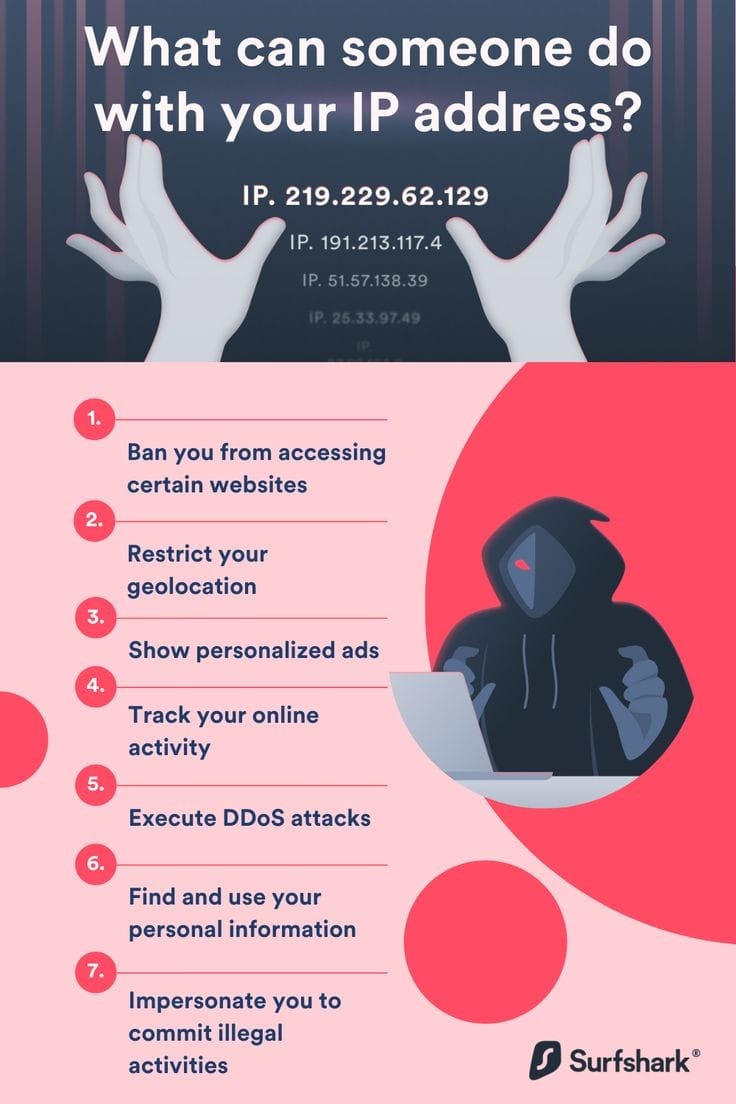 What can someone do
with your IP address?
IP. 219.229.62.129
IP. 191.213.117.4
IP. 51.57.138.39
IP. 25.33.97.49
IP.
1.
Ban you from accessing
certain websites
2.
Restrict your
geolocation
3.
Show personalized ads
4.
Track your online
activity
5.
Execute DDoS attacks
6.
Find and use your
personal information
7.
Impersonate you to
commit illegal
activities
Surfshark®